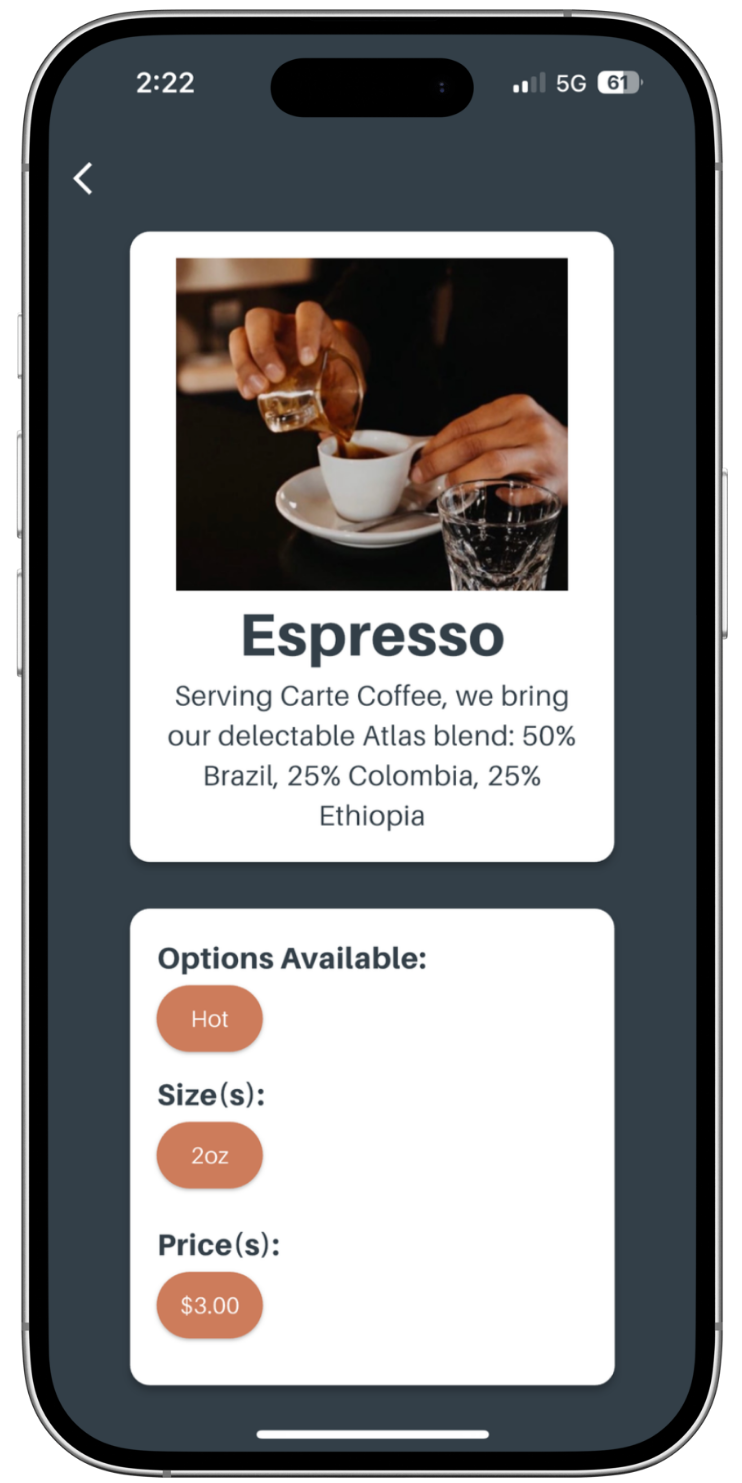 2:22
5G 61
Espresso
Serving Carte Coffee, we bring
our delectable Atlas blend: 50%
Brazil, 25% Colombia, 25%
Ethiopia
Options Available:
Hot
Size(s):
2oz
Price(s):
$3.00